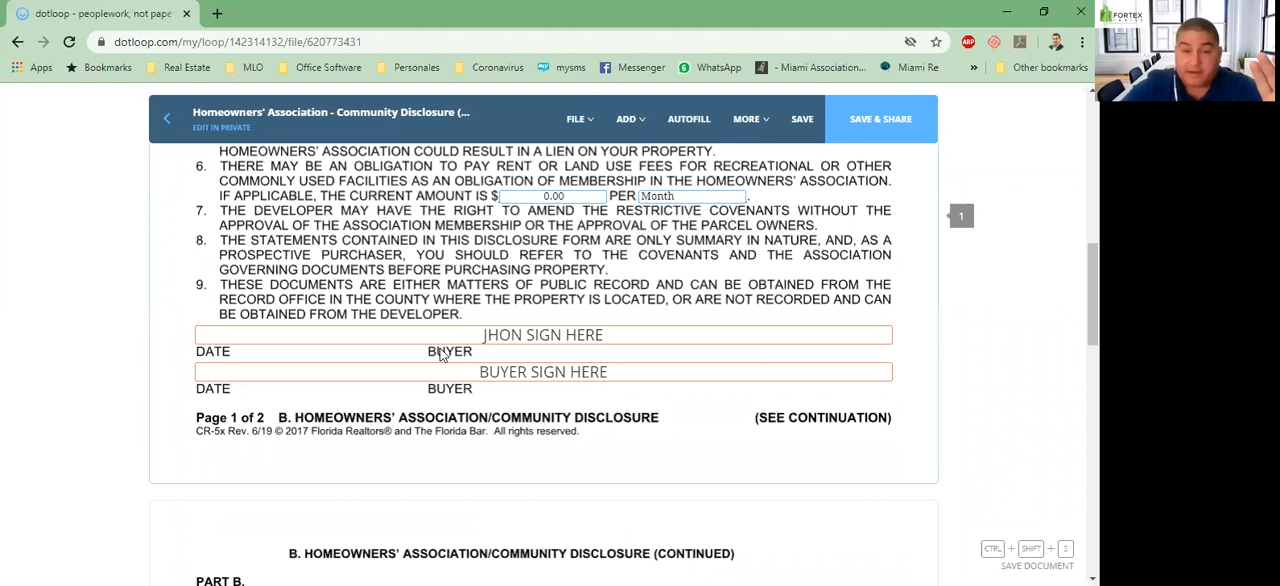 dotloop - peoplework, not pape
dotloop.com/my/loop/142314132/file/620773431
ABP
Apps Bookmarks Real Estate MLO Office Software Personales Coronavirus mysms Messenger WhatsApp - Miami Association... Miami Re » Other bookmarks
FORTEX
Homeowners' Association - Community Disclosure (...
EDIT IN PRIVATE
FILE ADD AUTOFILL MORE SAVE SAVE & SHARE
HOMEOWNERS' ASSOCIATION COULD RESULT IN A LIEN ON YOUR PROPERTY.
6. THERE MAY BE AN OBLIGATION TO PAY RENT OR LAND USE FEES FOR RECREATIONAL OR OTHER
COMMONLY USED FACILITIES AS AN OBLIGATION OF MEMBERSHIP IN THE HOMEOWNERS' ASSOCIATION.
IF APPLICABLE, THE CURRENT AMOUNT IS $ 0.00 PER Month .
7. THE DEVELOPER MAY HAVE THE RIGHT TO AMEND THE RESTRICTIVE COVENANTS WITHOUT THE
APPROVAL OF THE ASSOCIATION MEMBERSHIP OR THE APPROVAL OF THE PARCEL OWNERS.
8. THE STATEMENTS CONTAINED IN THIS DISCLOSURE FORM ARE ONLY SUMMARY IN NATURE, AND, AS A
PROSPECTIVE PURCHASER, YOU SHOULD REFER TO THE COVENANTS AND THE ASSOCIATION
GOVERNING DOCUMENTS BEFORE PURCHASING PROPERTY.
9. THESE DOCUMENTS ARE EITHER MATTERS OF PUBLIC RECORD AND CAN BE OBTAINED FROM THE
RECORD OFFICE IN THE COUNTY WHERE THE PROPERTY IS LOCATED, OR ARE NOT RECORDED AND CAN
BE OBTAINED FROM THE DEVELOPER.
JHON SIGN HERE
DATE BUYER
BUYER SIGN HERE
DATE BUYER
Page 1 of 2 B. HOMEOWNERS' ASSOCIATION/COMMUNITY DISCLOSURE (SEE CONTINUATION)
CR-5x Rev. 6/19 © 2017 Florida Realtors® and The Florida Bar. All rights reserved.
1
B. HOMEOWNERS' ASSOCIATION/COMMUNITY DISCLOSURE (CONTINUED)
PART B.
CTRL + SHIFT + S
SAVE DOCUMENT